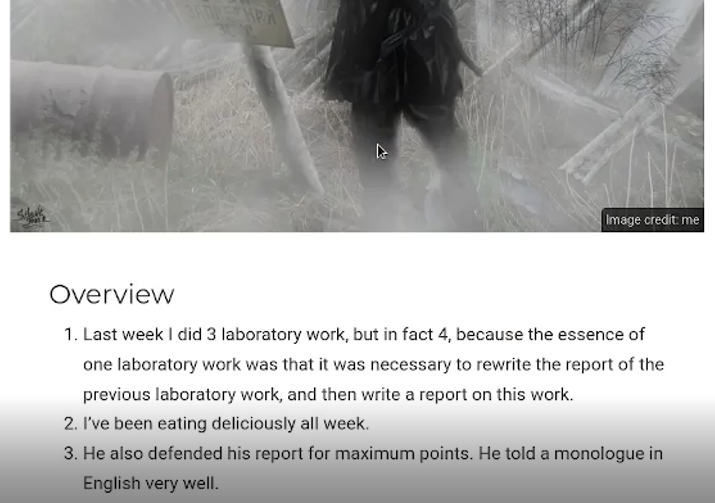 Image credit: me
Overview
1. Last week I did 3 laboratory work, but in fact 4, because the essence of
one laboratory work was that it was necessary to rewrite the report of the
previous laboratory work, and then write a report on this work.
2. I've been eating deliciously all week.
3. He also defended his report for maximum points. He told a monologue in
English very well.